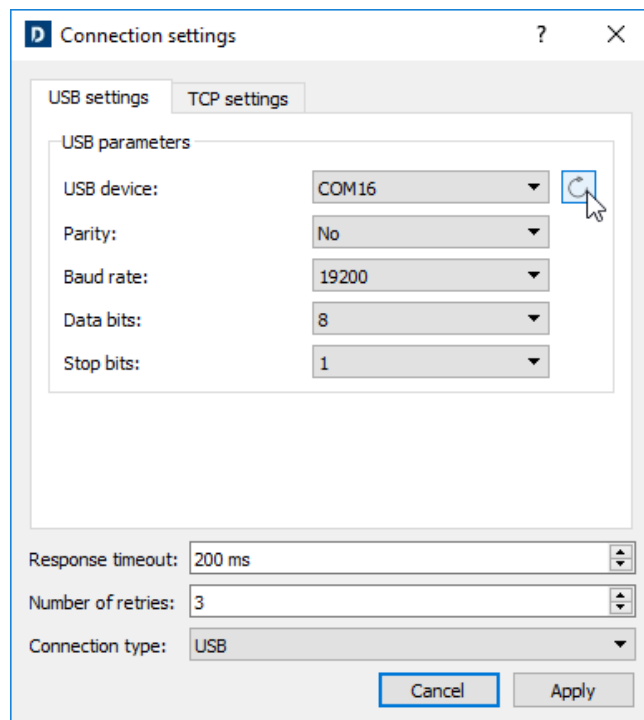 D Connection settings ?
USB settings TCP settings
USB parameters
USB device: COM16
Parity: No
Baud rate: 19200
Data bits: 8
Stop bits: 1
Response timeout: 200 ms
Number of retries: 3
Connection type: USB
Cancel Apply